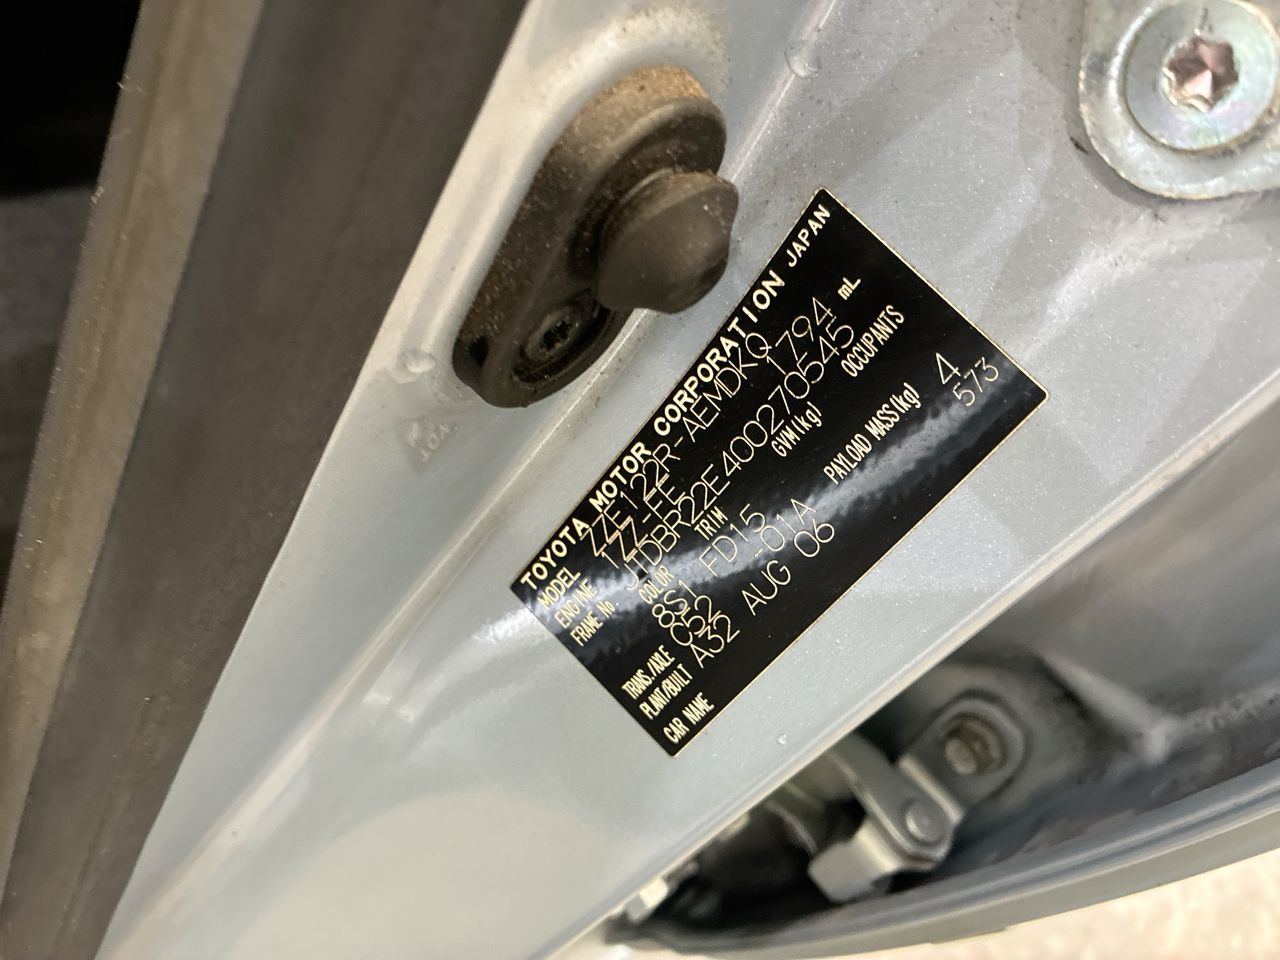 TOYOTA MOTOR CORPORATION JAPAN
MODEL ZZE122R-AEMDKQ
ENGINE 1ZZ-FE 1794 mL
FRAME No. JTDBR22E400270545
COLOR TRIM GVM(kg) OCCUPANTS
8S1 FD15 4
TRANS./AXLE C52 -01A PAYLOAD MASS(kg) 573
PLANT/BUILT A32 AUG 06
CAR NAME